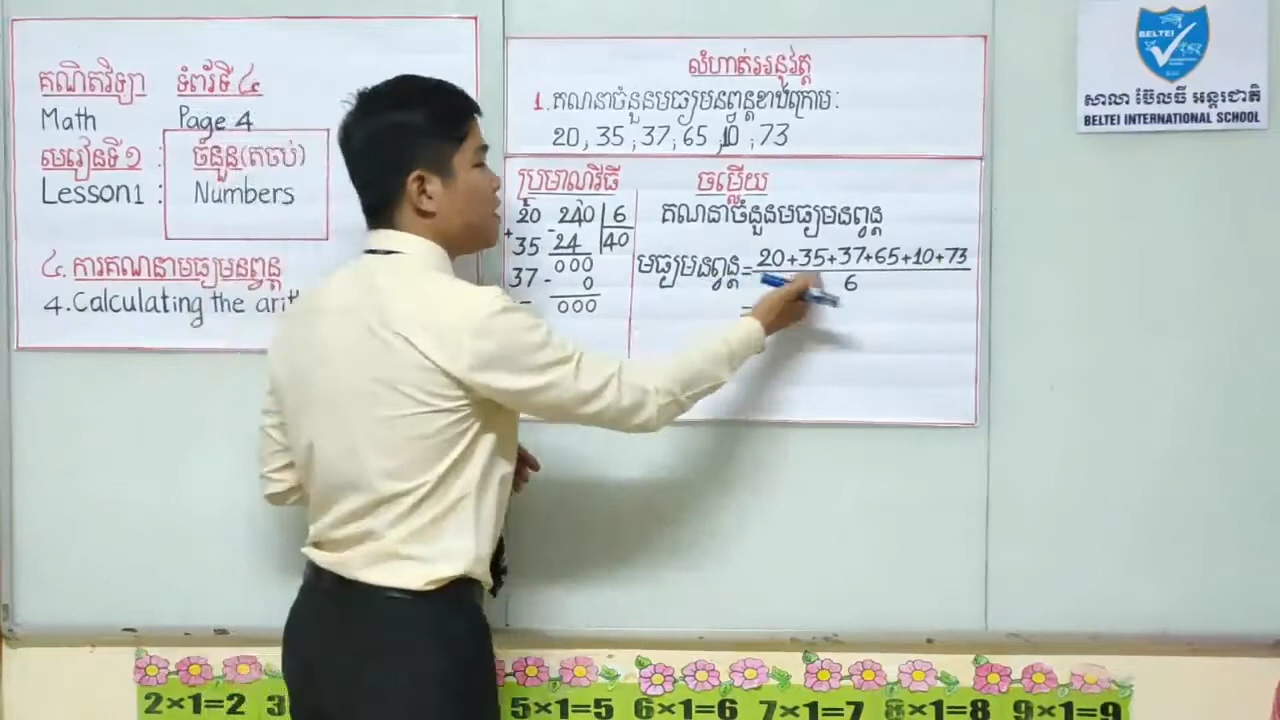 គណិតវិទ្យា ទំព័រទី ៤
Math Page 4
មេរៀនទី ១ : ចំនួន(តចប់)
Lesson1 : Numbers
៤. ការគណនាមធ្យមនព្វន្ត
4. Calculating the
លំហាត់អនុវត្ត
1. គណនាចំនួនមធ្យមនព្វន្តខាងក្រោម:
20, 35 ; 37 ; 65 ; 10 ; 73
ប្រមាណវិធី
20
+ 35
37
240 6
- 24 40
000
- 0
000
ចម្លើយ
គណនាចំនួនមធ្យមនព្វន្ត
មធ្យមនព្វន្ត= 20+35+37+65+10+73
6
=
BELTEI
សាលា ប៊ែលធី អន្តរជាតិ
BELTEI INTERNATIONAL SCHOOL
2×1=2 3 5×1=5 6×1=6 7×1=7 8×1=8 9×1=9